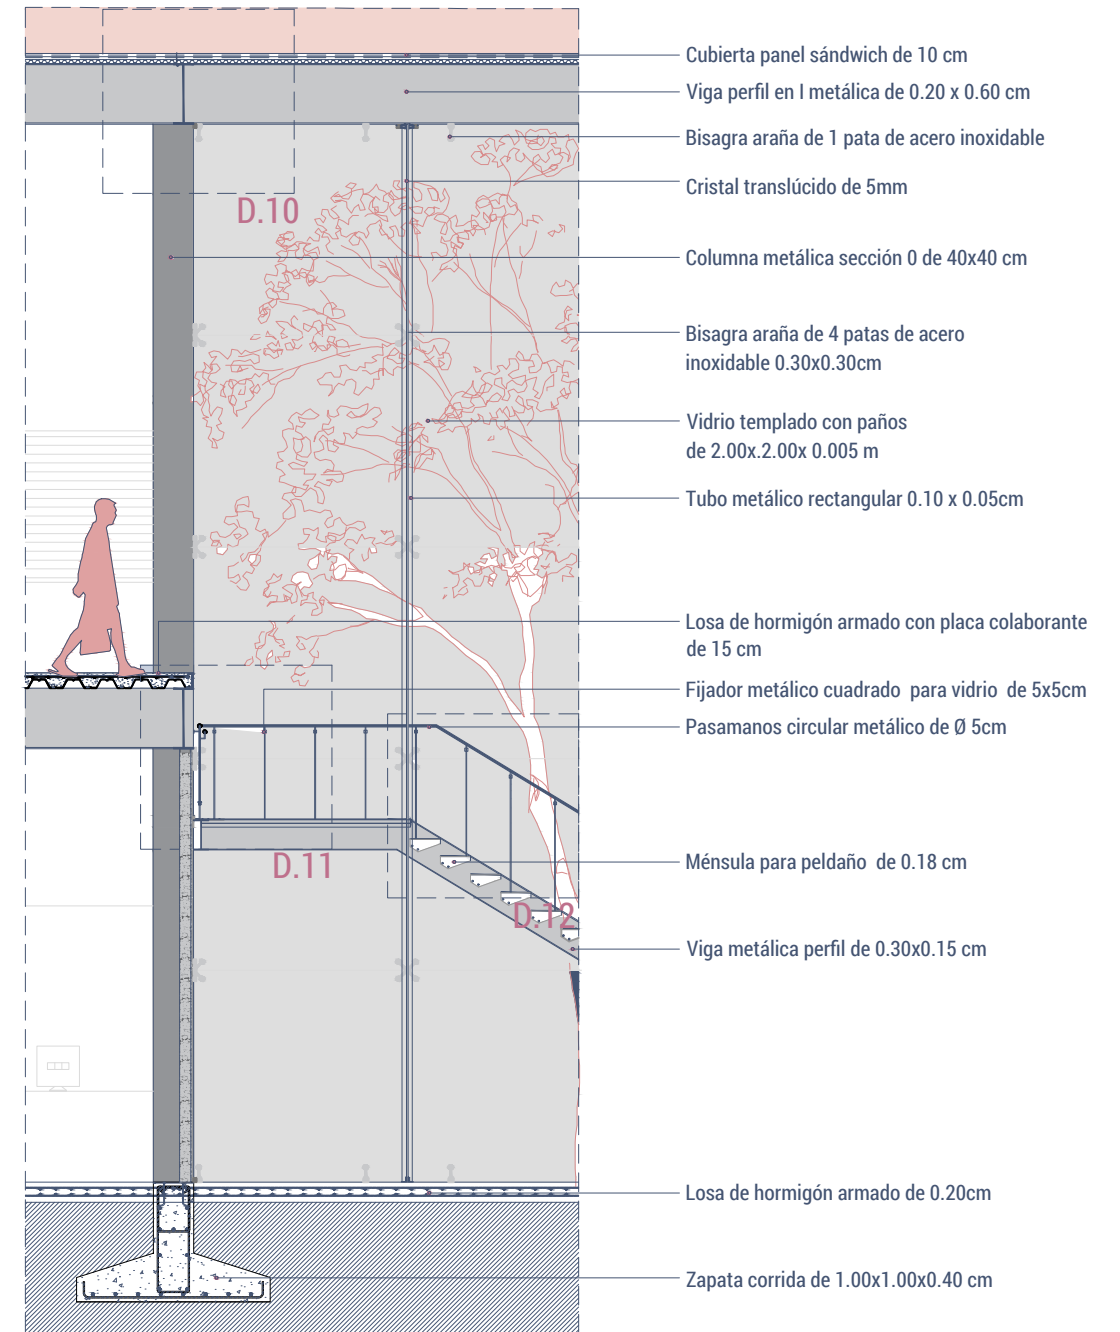 Cubierta panel sándwich de 10 cm
Viga perfil en I metálica de 0.20 x 0.60 cm
Bisagra araña de 1 pata de acero inoxidable
Cristal translúcido de 5mm
D.10
Columna metálica sección 0 de 40x40 cm
Bisagra araña de 4 patas de acero
inoxidable 0.30x0.30cm
Vidrio templado con paños
de 2.00x.2.00x 0.005 m
Tubo metálico rectangular 0.10 x 0.05cm
Losa de hormigón armado con placa colaborante
de 15 cm
Fijador metálico cuadrado para vidrio de 5x5cm
Pasamanos circular metálico de Ø 5cm
D.11
Ménsula para peldaño de 0.18 cm
D.12
Viga metálica perfil de 0.30x0.15 cm
Losa de hormigón armado de 0.20cm
Zapata corrida de 1.00x1.00x0.40 cm